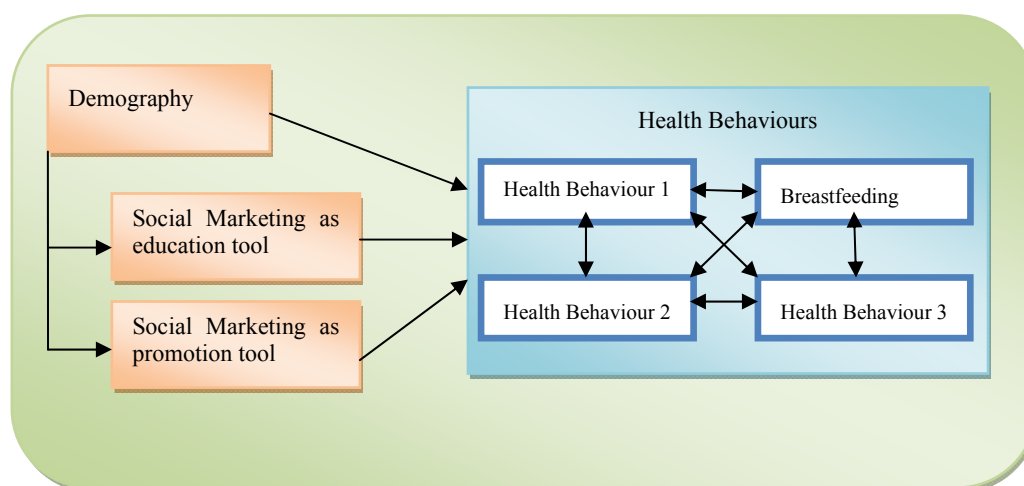 Demography
Health Behaviours
Health Behaviour 1
Breastfeeding
Social Marketing as
education tool
Health Behaviour 2
Health Behaviour 3
Social Marketing as
promotion tool